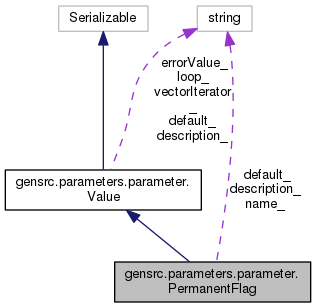 Serializable
string
errorValue_
loop_
vectorIterator
_
default_
description_
gensrc.parameters.parameter.
Value
default_
description_
name_
gensrc.parameters.parameter.
PermanentFlag